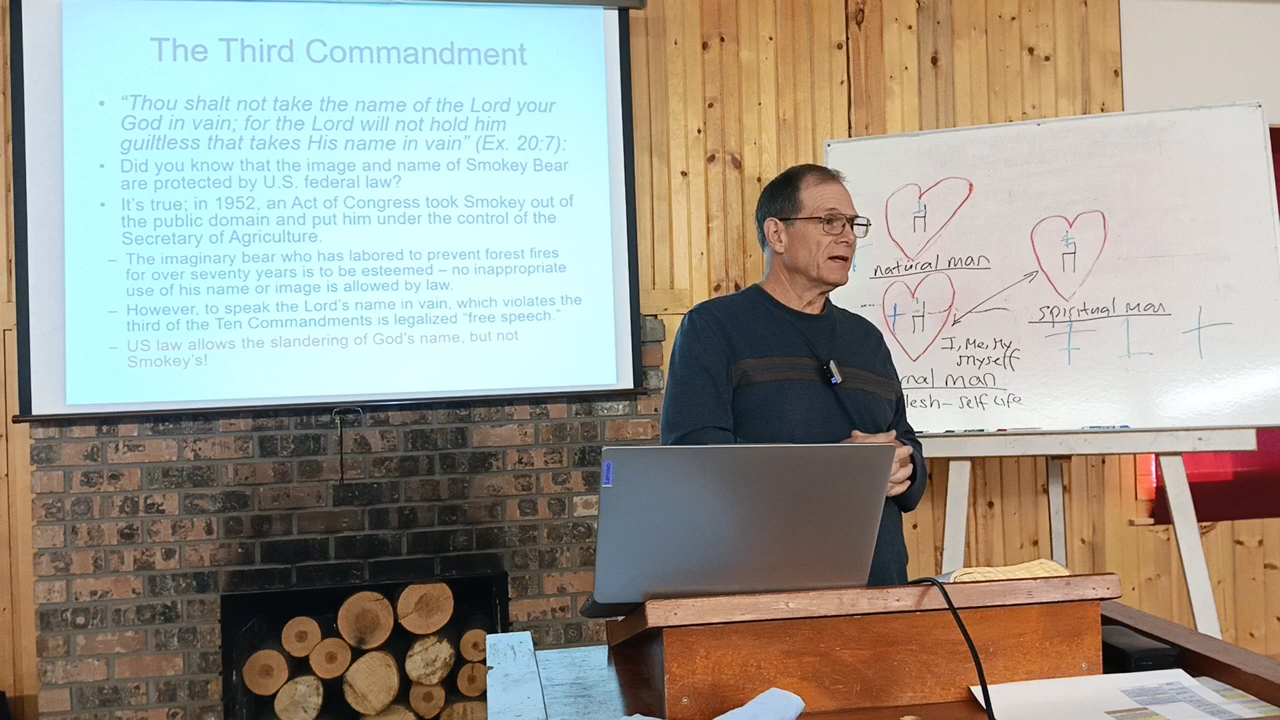 The Third Commandment
• “Thou shalt not take the name of the Lord your
God in vain; for the Lord will not hold him
guiltless that takes His name in vain” (Ex. 20:7):
• Did you know that the image and name of Smokey Bear
are protected by U.S. federal law?
• It's true; in 1952, an Act of Congress took Smokey out of
the public domain and put him under the control of the
Secretary of Agriculture.
– The imaginary bear who has labored to prevent forest fires
for over seventy years is to be esteemed – no inappropriate
use of his name or image is allowed by law.
– However, to speak the Lord's name in vain, which violates the
third of the Ten Commandments is legalized “free speech.”
– US law allows the slandering of God's name, but not
Smokey's!
natural man
spiritual man
I, Me, My
myself
nal man
lesh-self life
Lenovo